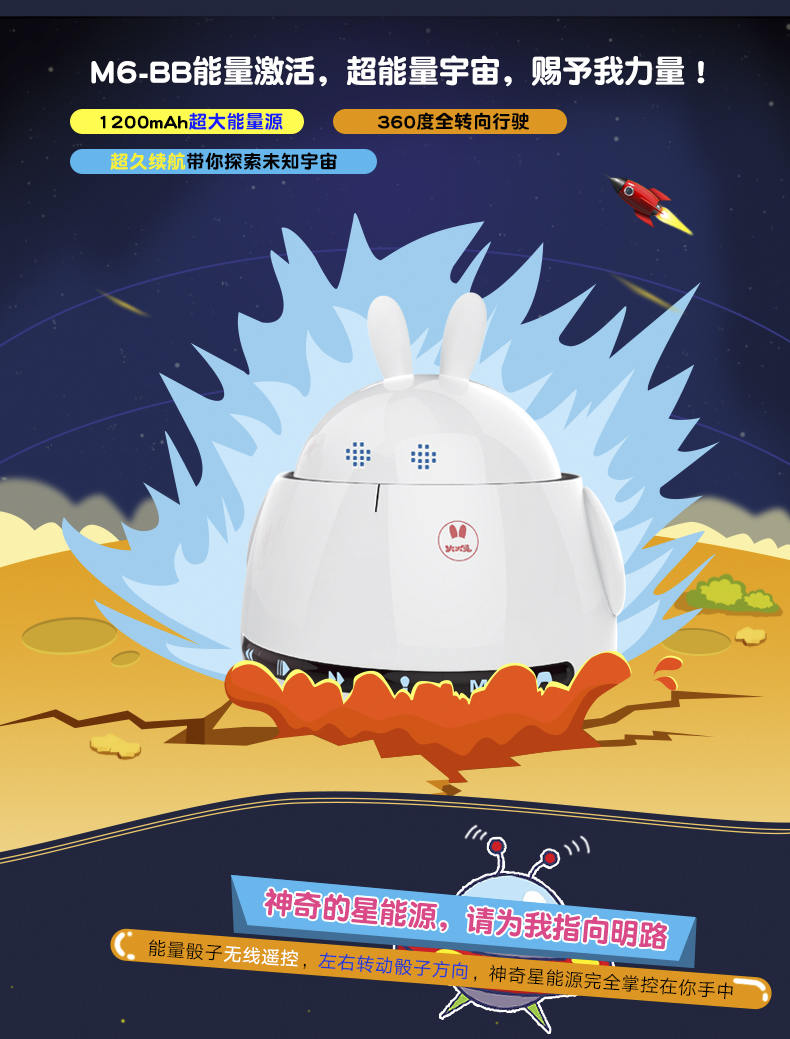 M6-BB能量激活，超能量宇宙，赐予我力量！
1200mAh超大能量源
360度全转向行驶
超久续航带你探索未知宇宙
神奇的星能源，请为我指向明路
能量骰子无线遥控，左右转动骰子方向，神奇星能源完全掌控在你手中